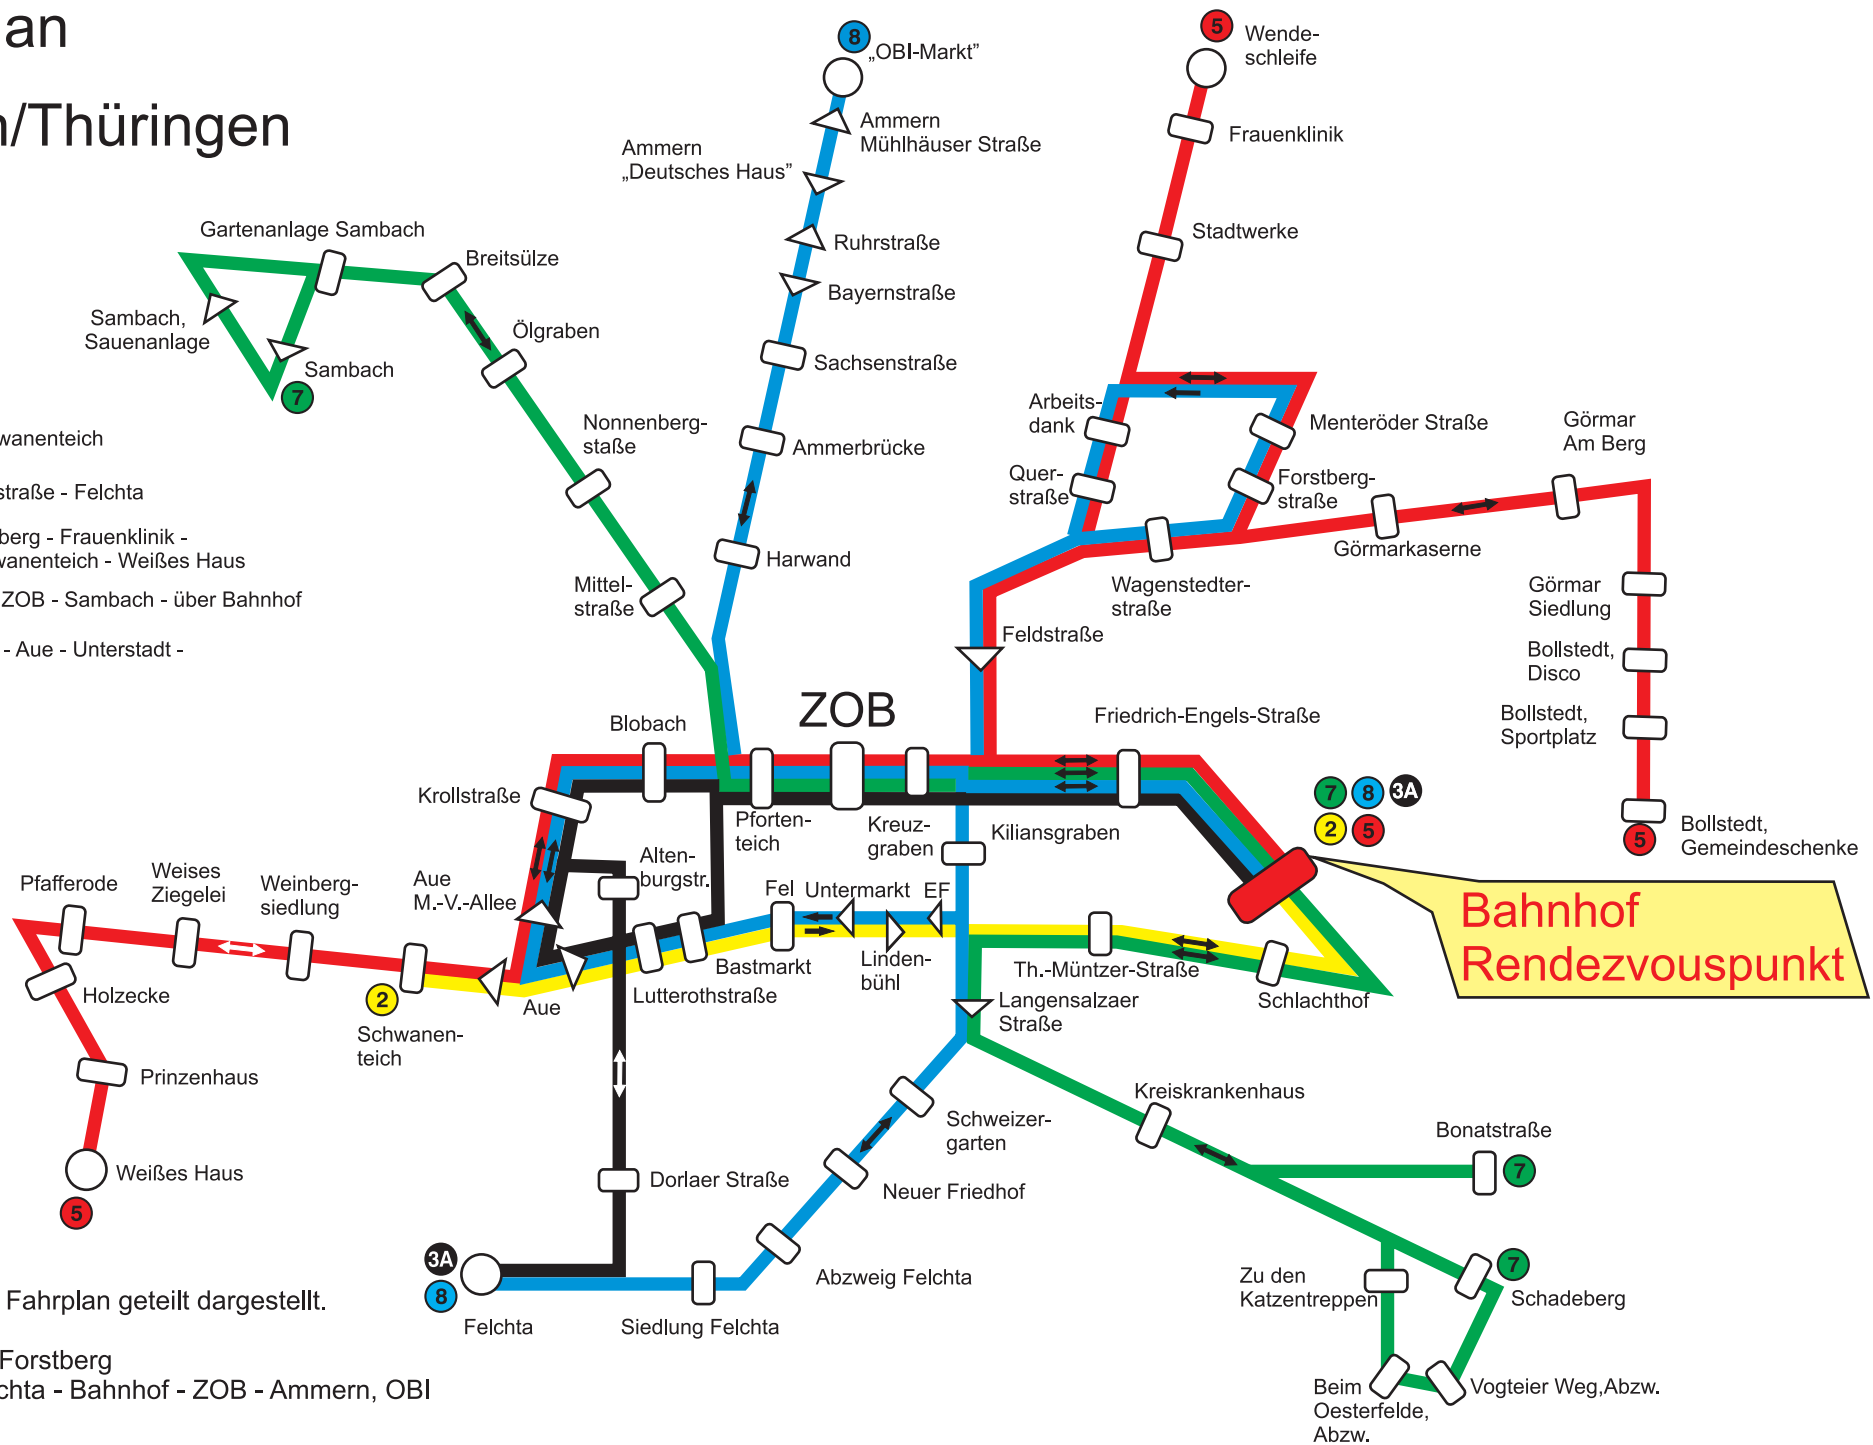 an
n/Thüringen
8
„OBI-Markt”
Ammern
Mühlhäuser Straße
Ammern
„Deutsches Haus”
Ruhrstraße
Bayernstraße
Sachsenstraße
Ammerbrücke
Harwand
5
Wende-
schleife
Frauenklinik
Stadtwerke
Gartenanlage Sambach
Breitsülze
Sambach,
Sauenanlage
Ölgraben
Sambach
7
Nonnenberg-
staße
Mittel-
straße
Arbeits-
dank
Quer-
straße
Menteröder Straße
Forstberg-
straße
Görmar
Am Berg
Görmarkaserne
Wagenstedter-
straße
Feldstraße
Görmar
Siedlung
Bollstedt,
Disco
Bollstedt,
Sportplatz
5
Bollstedt,
Gemeindeschenke
wanenteich
straße - Felchta
berg - Frauenklinik -
wanenteich - Weißes Haus
ZOB - Sambach - über Bahnhof
- Aue - Unterstadt -
Blobach
ZOB
Friedrich-Engels-Straße
Krollstraße
Pforten-
teich
Kreuz-
graben
Kiliansgraben
7 8 3A
2 5
Bahnhof
Rendezvouspunkt
Pfafferode
Weises
Ziegelei
Weinberg-
siedlung
Aue
M.-V.-Allee
Alten-
burgstr.
Fel
Untermarkt
EF
Holzecke
2
Schwanen-
teich
Aue
Lutterothstraße
Bastmarkt
Linden-
bühl
Th.-Müntzer-Straße
Schlachthof
Langensalzaer
Straße
Prinzenhaus
Weißes Haus
5
Dorlaer Straße
Schweizer-
garten
Neuer Friedhof
Abzweig Felchta
3A
8
Felchta
Siedlung Felchta
Kreiskrankenhaus
Bonatstraße
7
Zu den
Katzentreppen
7
Schadeberg
Beim
Oesterfelde,
Abzw.
Vogteier Weg,Abzw.
Fahrplan geteilt dargestellt.
Forstberg
chta - Bahnhof - ZOB - Ammern, OBI